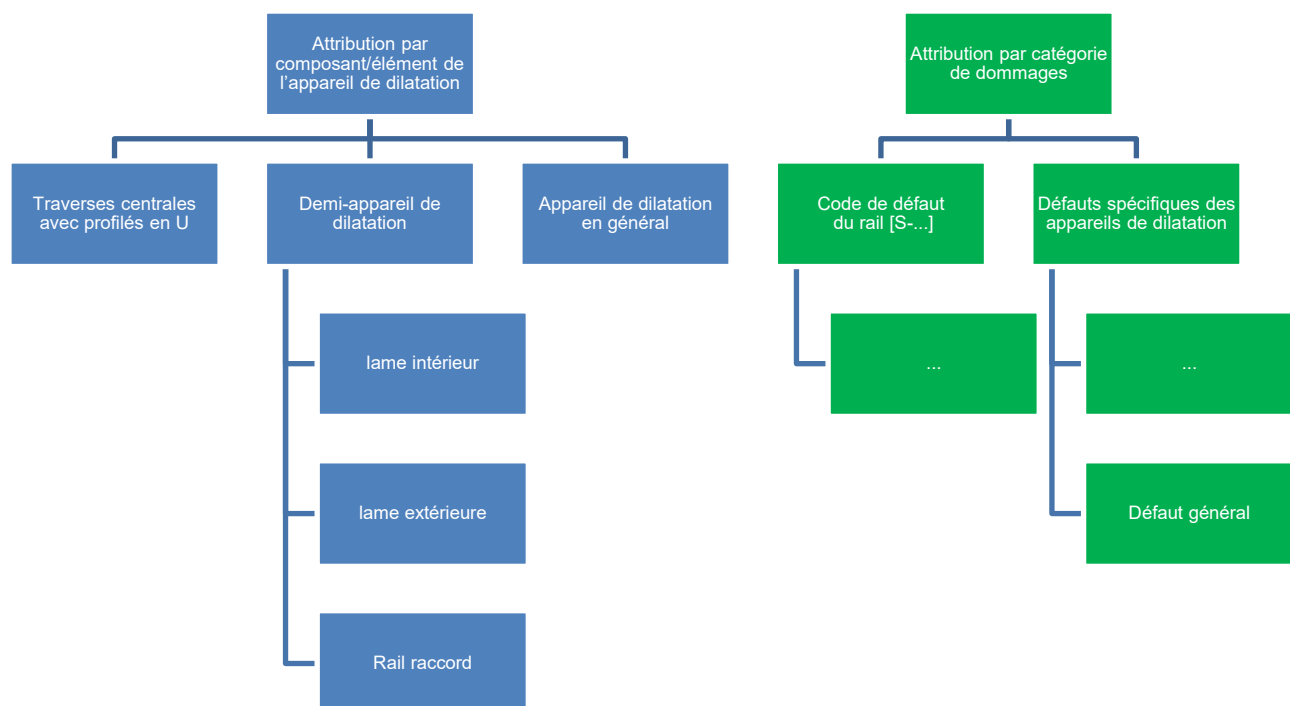 Attribution par
composant/élément de
l'appareil de dilatation
Traverses centrales
avec profilés en U
Demi-appareil de
dilatation
Appareil de dilatation
en général
lame intérieur
lame extérieure
Rail raccord
Attribution par catégorie
de dommages
Code de défaut
du rail [S-...]
Défauts spécifiques des
appareils de dilatation
...
...
Défaut général